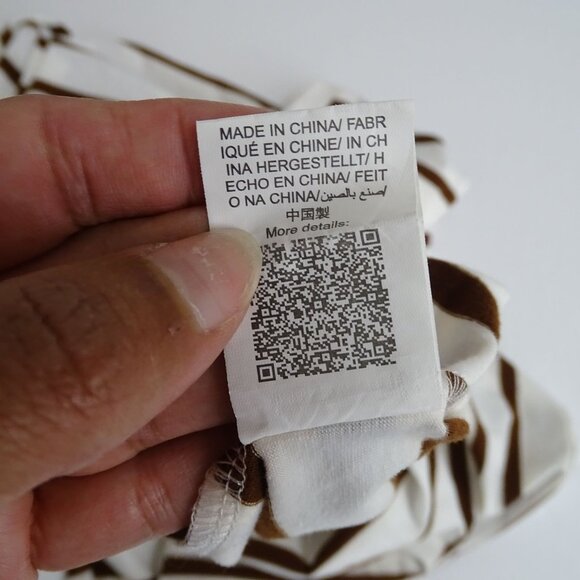 MADE IN CHINA/ FABR
IQUÉ EN CHINE/ IN CH
INA HERGESTELLT/ H
ECHO EN CHINA/ FEIT
O NA CHINA/صنع بالصين/
中国製
More details: